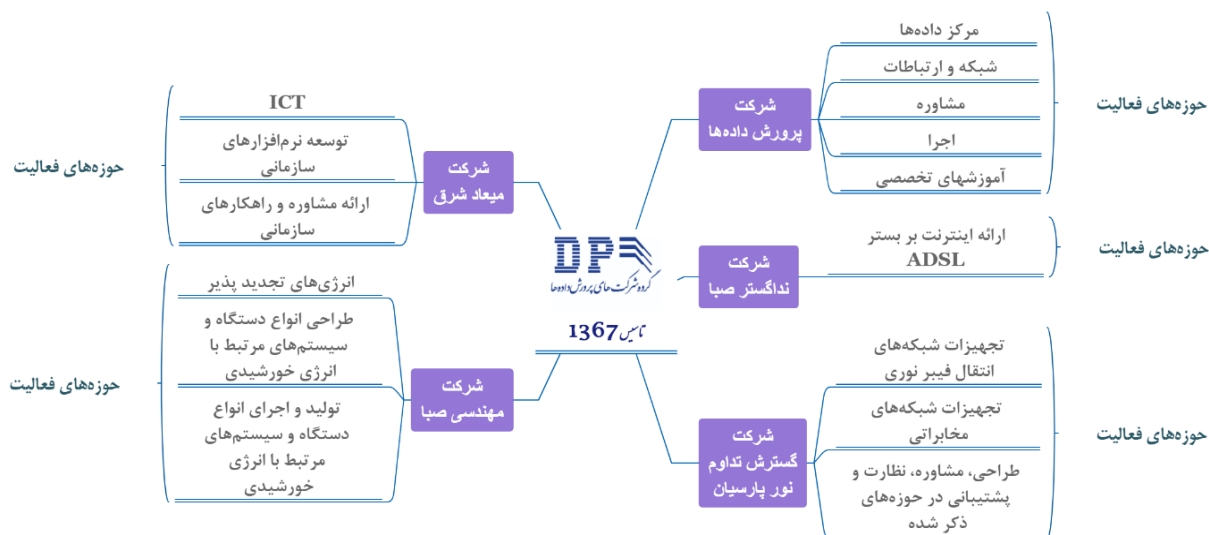 DP
گروه شرکت های پرورش داده‌ها
تاسیس 1367
شرکت
پرورش داده‌ها
حوزه‌های فعالیت
مرکز داده‌ها
شبکه و ارتباطات
مشاوره
اجرا
آموزشهای تخصصی
شرکت
نداگستر صبا
حوزه‌های فعالیت
ارائه اینترنت بر بستر
ADSL
شرکت
گسترش تداوم
نور پارسیان
حوزه‌های فعالیت
تجهیزات شبکه‌های
انتقال فیبر نوری
تجهیزات شبکه‌های
مخابراتی
طراحی، مشاوره، نظارت و
پشتیبانی در حوزه‌های
ذکر شده
شرکت
میعاد شرق
حوزه‌های فعالیت
ICT
توسعه نرم‌افزارهای
سازمانی
ارائه مشاوره و راهکارهای
سازمانی
شرکت
مهندسی صبا
حوزه‌های فعالیت
انرژی‌های تجدید پذیر
طراحی انواع دستگاه و
سیستم‌های مرتبط با
انرژی خورشیدی
تولید و اجرای انواع
دستگاه و سیستم‌های
مرتبط با انرژی
خورشیدی